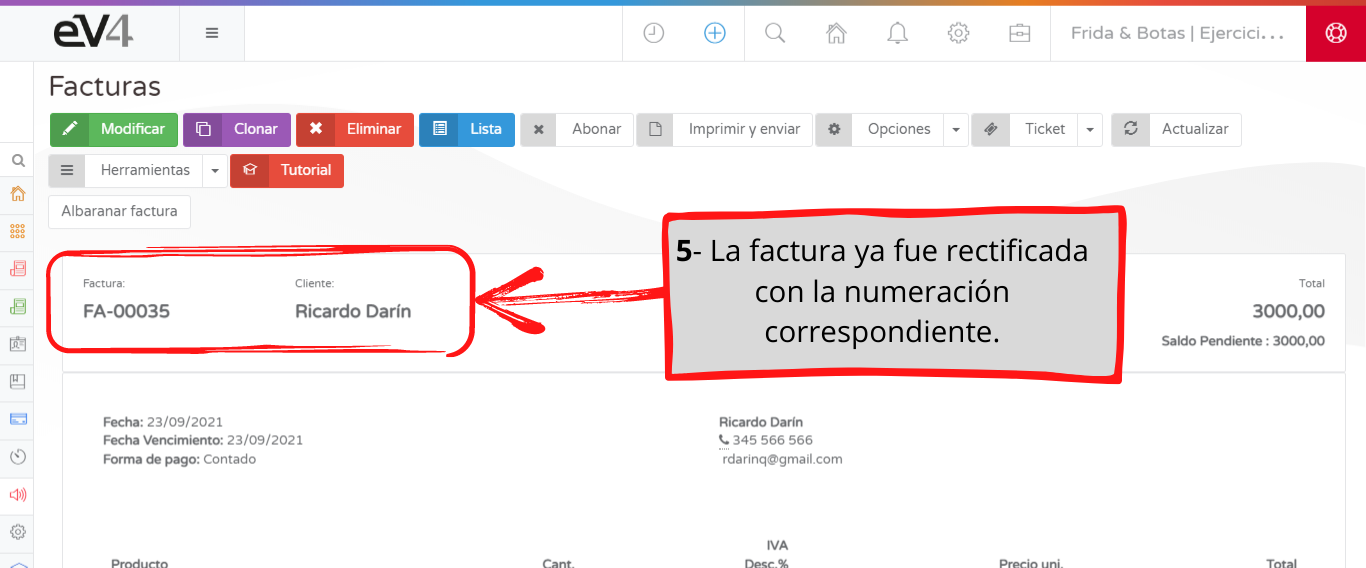 eV4
Frida & Botas | Ejercici...
Facturas
Modificar
Clonar
Eliminar
Lista
Abonar
Imprimir y enviar
Opciones
Ticket
Actualizar
Herramientas
Tutorial
Albaranar factura
5- La factura ya fue rectificada
con la numeración
correspondiente.
Factura:
FA-00035
Cliente:
Ricardo Darín
Total
3000,00
Saldo Pendiente : 3000,00
Fecha: 23/09/2021
Fecha Vencimiento: 23/09/2021
Forma de pago: Contado
Ricardo Darín
345 566 566
rdarinq@gmail.com
IVA
Producto Cant. Desc.% Precio uni. Total